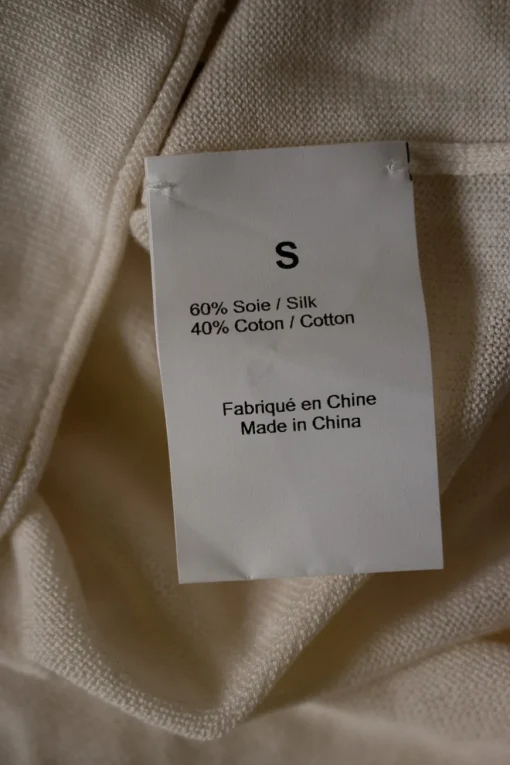 S
60% Soie / Silk
40% Coton / Cotton
Fabriqué en Chine
Made in China